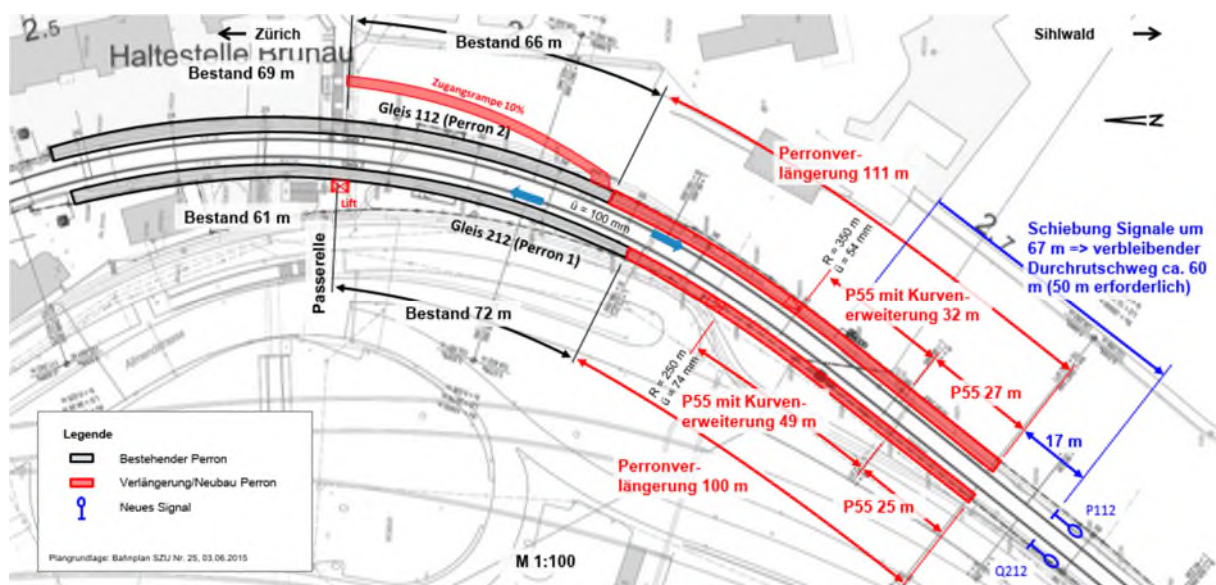 2.5
← Zürich
Haltestelle Brunau
Bestand 69 m
Bestand 66 m
Sihlwald →
Zugangsrampe 10%
Gleis 112 (Perron 2)
N
Perronver-
längerung 111 m
Lift
Bestand 61 m
ü = 100 mm
Gleis 212 (Perron 1)
2.7
Schiebung Signale um
67 m => verbleibender
Durchrutschweg ca. 60
m (50 m erforderlich)
R = 350 m
ü = 54 mm
Passerelle
P55 mit Kurven-
erweiterung 32 m
Bestand 72 m
R = 250 m
ü = 74 mm
P55 27 m
P55 mit Kurven-
erweiterung 49 m
17 m
Perronver-
längerung 100 m
P55 25 m
P112
Q212
Legende
Bestehender Perron
Verlängerung/Neubau Perron
Neues Signal
Plangrundlage: Bahnplan SZU Nr. 25, 03.06.2015
M 1:100